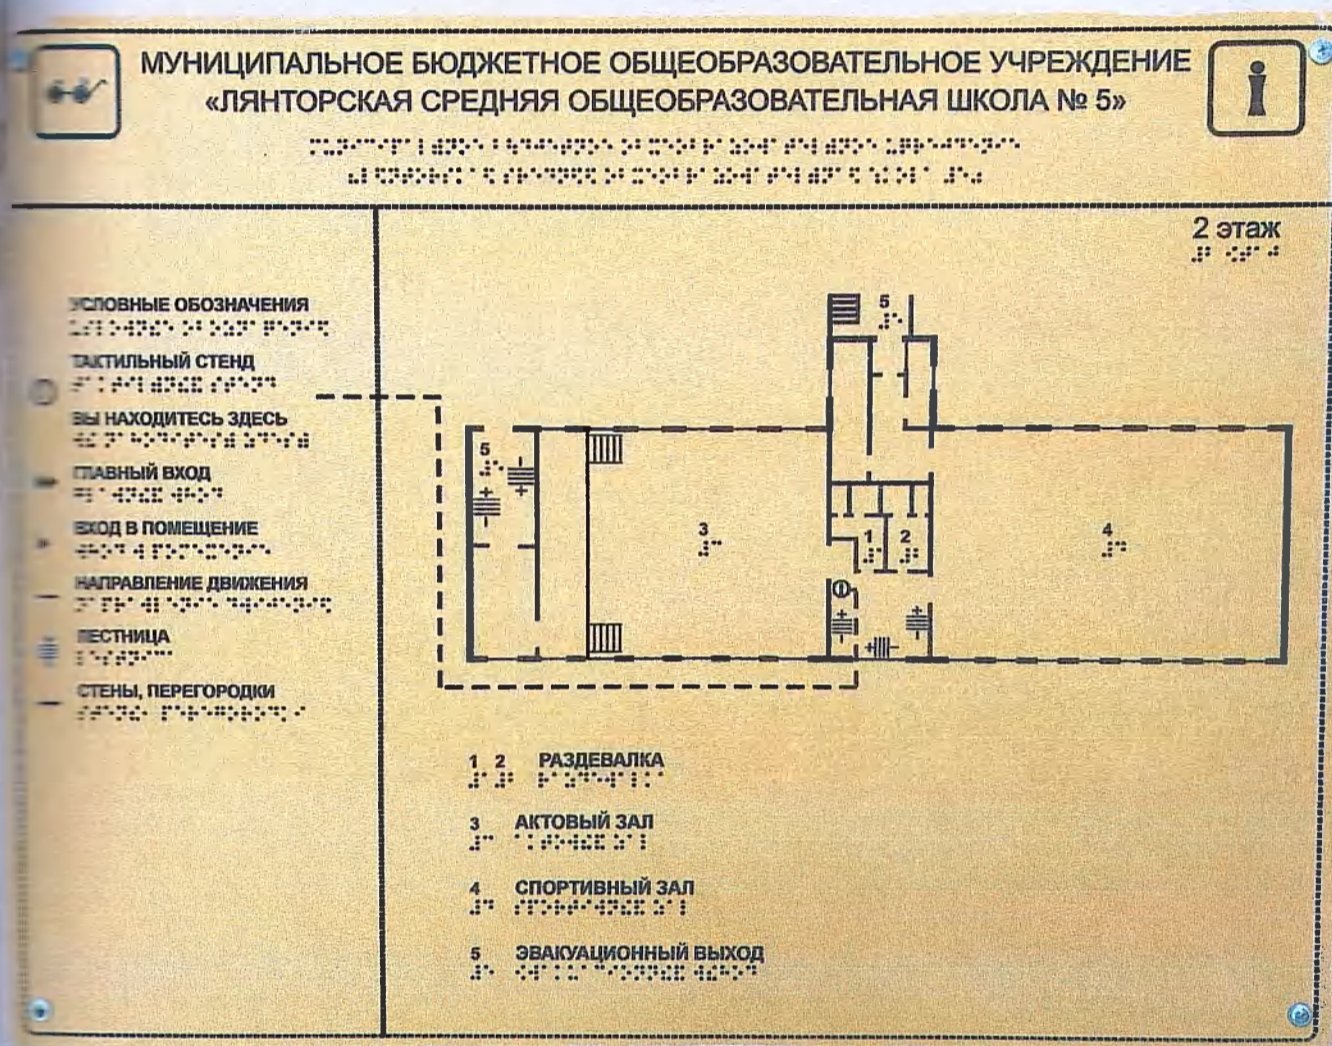 МУНИЦИПАЛЬНОЕ БЮДЖЕТНОЕ ОБЩЕОБРАЗОВАТЕЛЬНОЕ УЧРЕЖДЕНИЕ
«ЛЯНТОРСКАЯ СРЕДНЯЯ ОБЩЕОБРАЗОВАТЕЛЬНАЯ ШКОЛА № 5»
2 этаж
УСЛОВНЫЕ ОБОЗНАЧЕНИЯ
ТАКТИЛЬНЫЙ СТЕНД
ВЫ НАХОДИТЕСЬ ЗДЕСЬ
ГЛАВНЫЙ ВХОД
ВХОД В ПОМЕЩЕНИЕ
НАПРАВЛЕНИЕ ДВИЖЕНИЯ
ЛЕСТНИЦА
СТЕНЫ, ПЕРЕГОРОДКИ
5
5
3
1 2
4
1 2 РАЗДЕВАЛКА
3 АКТОВЫЙ ЗАЛ
4 СПОРТИВНЫЙ ЗАЛ
5 ЭВАКУАЦИОННЫЙ ВЫХОД